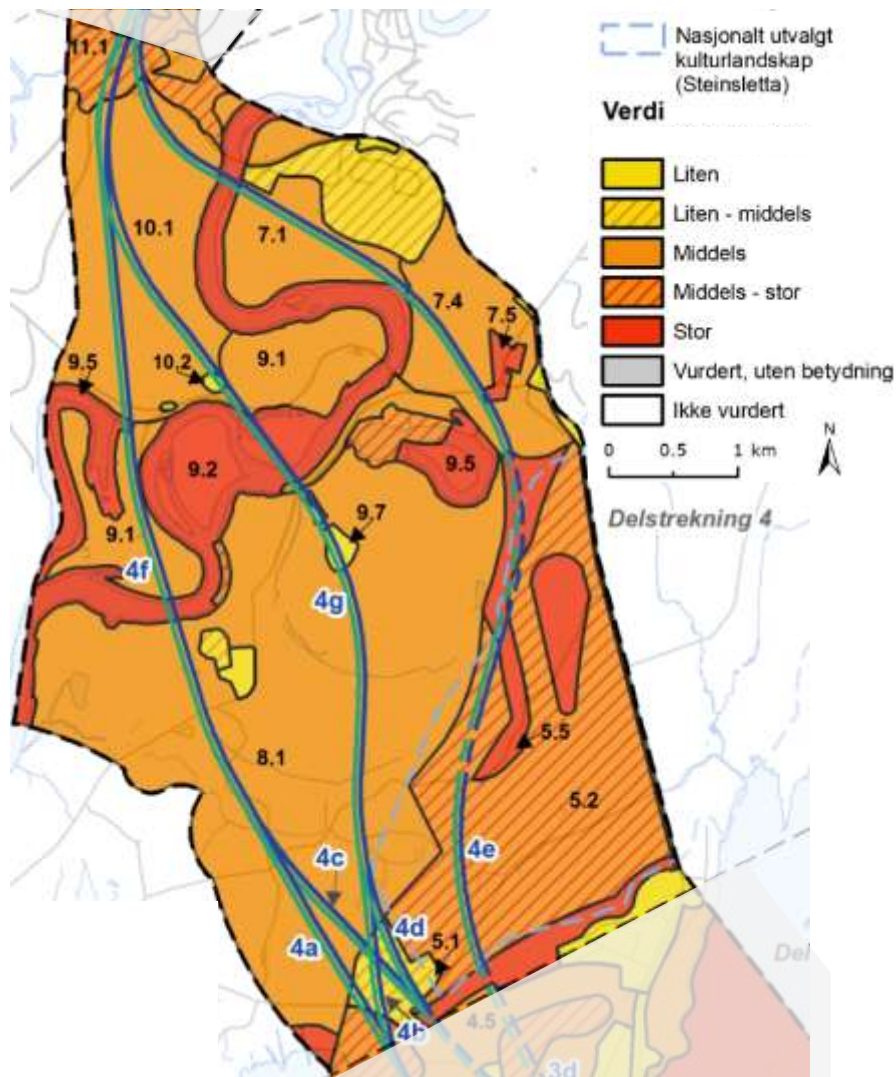 Nasjonalt utvalgt
kulturlandskap
(Steinsletta)
Verdi
Liten
Liten - middels
Middels
Middels - stor
Stor
Vurdert, uten betydning
Ikke vurdert
0 0.5 1 km
N
Delstrekning 4
11.1
10.1
7.1
7.4
7.5
9.5
10.2
9.1
9.2
9.5
9.7
9.1
4f
4g
5.5
8.1
5.2
4c
4e
4d
4a
5.1
Del
4b
4.5
3d